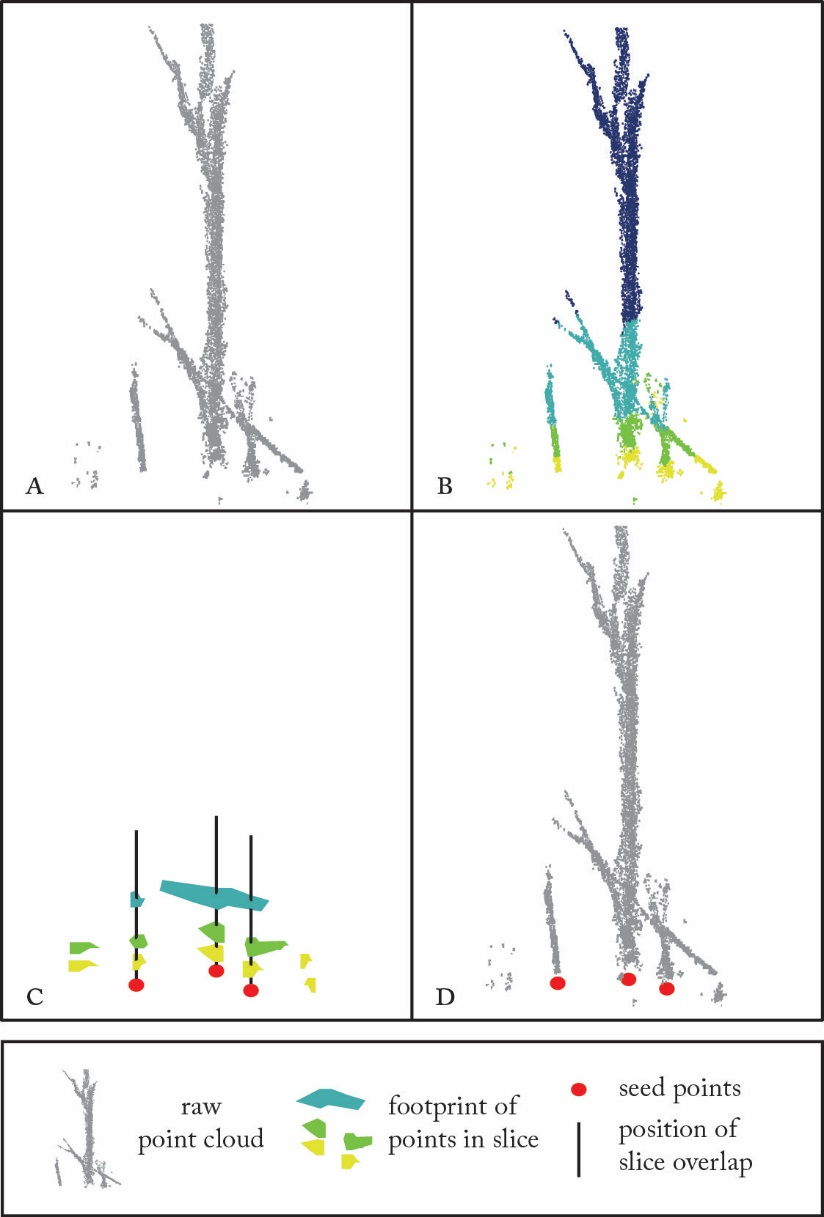 A
B
C
D
raw
point cloud
footprint of
points in slice
seed points
position of
slice overlap